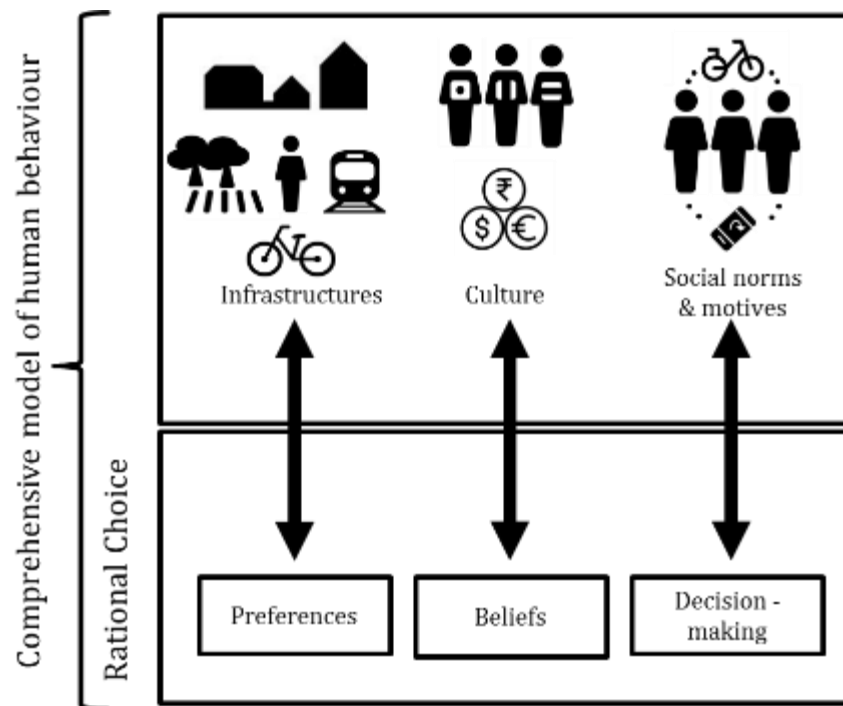 Comprehensive model of human behaviour
Rational Choice
₹
$ €
Infrastructures
Culture
Social norms
& motives
Preferences
Beliefs
Decision -
making